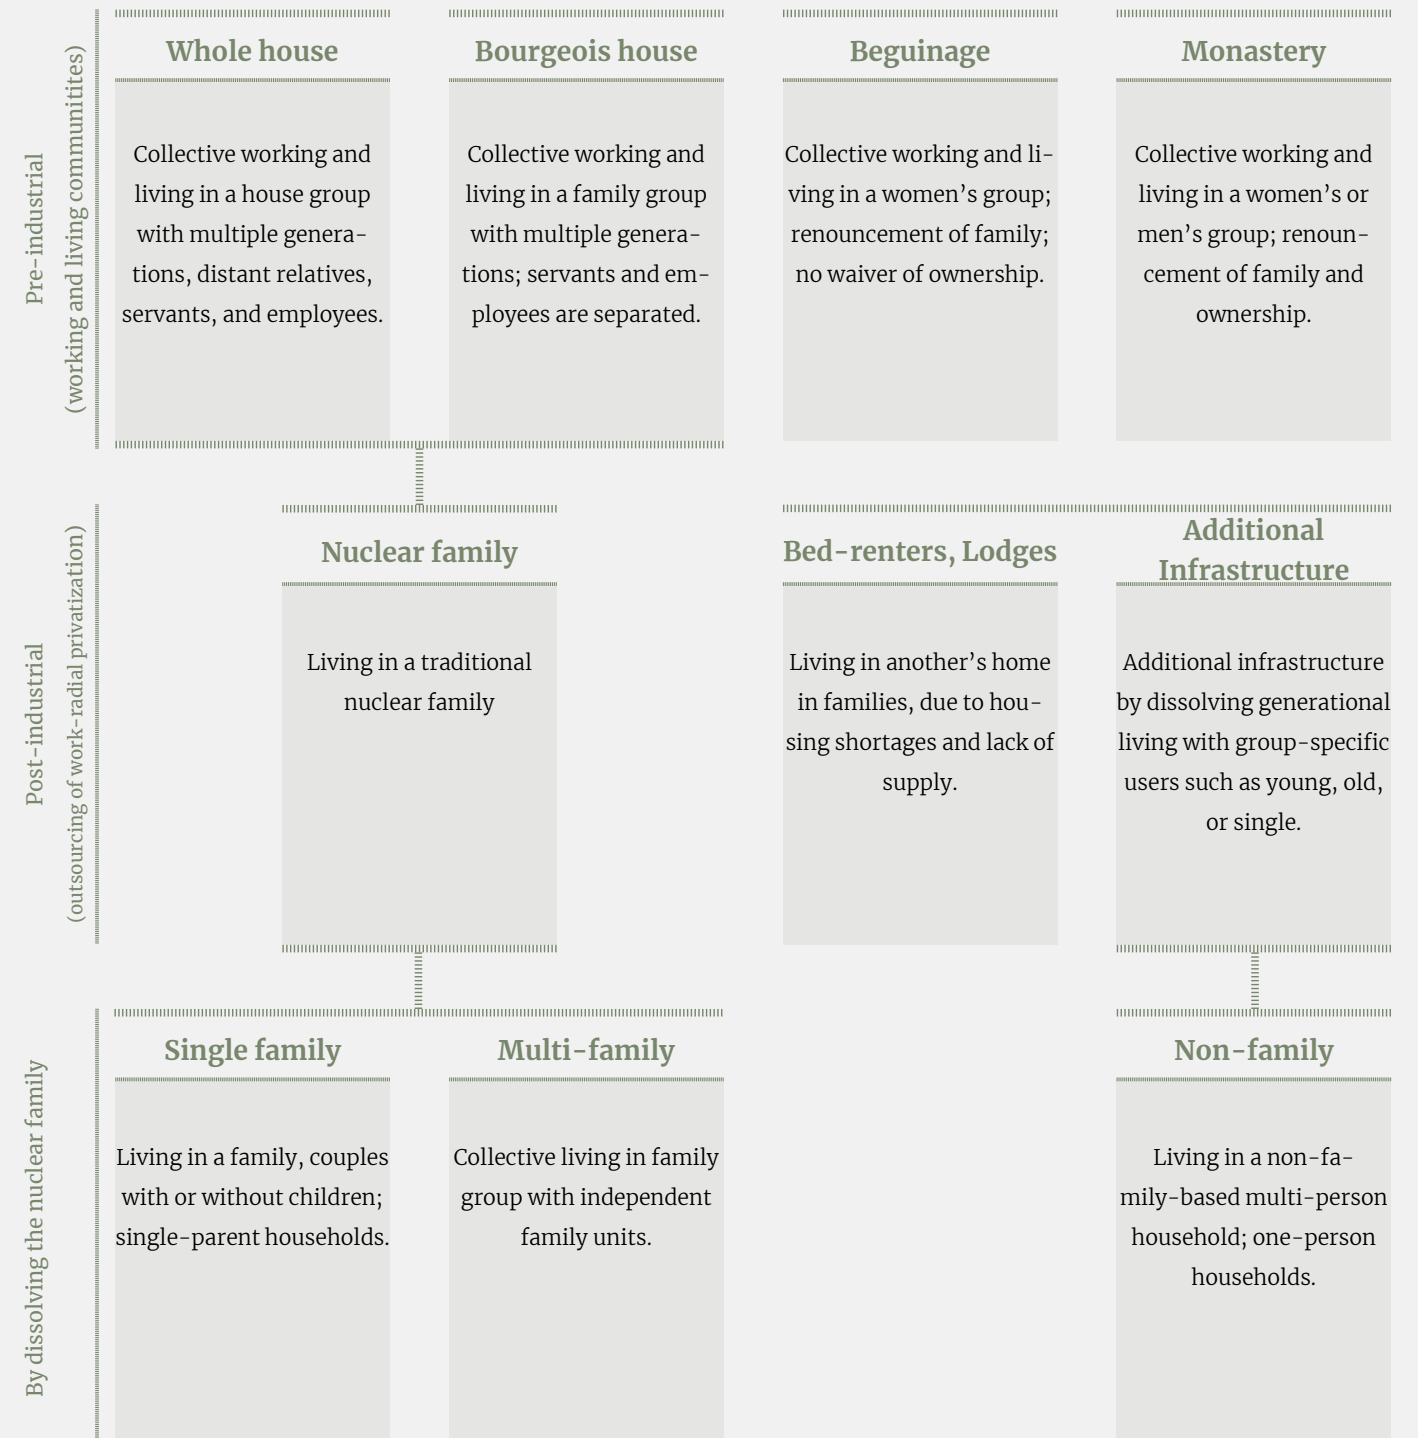 Pre-industrial
(working and living communitites)
Whole house
Collective working and
living in a house group
with multiple genera-
tions, distant relatives,
servants, and employees.
Bourgeois house
Collective working and
living in a family group
with multiple genera-
tions; servants and em-
ployees are separated.
Beguinage
Collective working and li-
ving in a women’s group;
renouncement of family;
no waiver of ownership.
Monastery
Collective working and
living in a women’s or
men’s group; renoun-
cement of family and
ownership.
Post-industrial
(outsourcing of work-radial privatization)
Nuclear family
Living in a traditional
nuclear family
Bed-renters, Lodges
Living in another’s home
in families, due to hou-
sing shortages and lack of
supply.
Additional
Infrastructure
Additional infrastructure
by dissolving generational
living with group-specific
users such as young, old,
or single.
By dissolving the nuclear family
Single family
Living in a family, couples
with or without children;
single-parent households.
Multi-family
Collective living in family
group with independent
family units.
Non-family
Living in a non-fa-
mily-based multi-person
household; one-person
households.